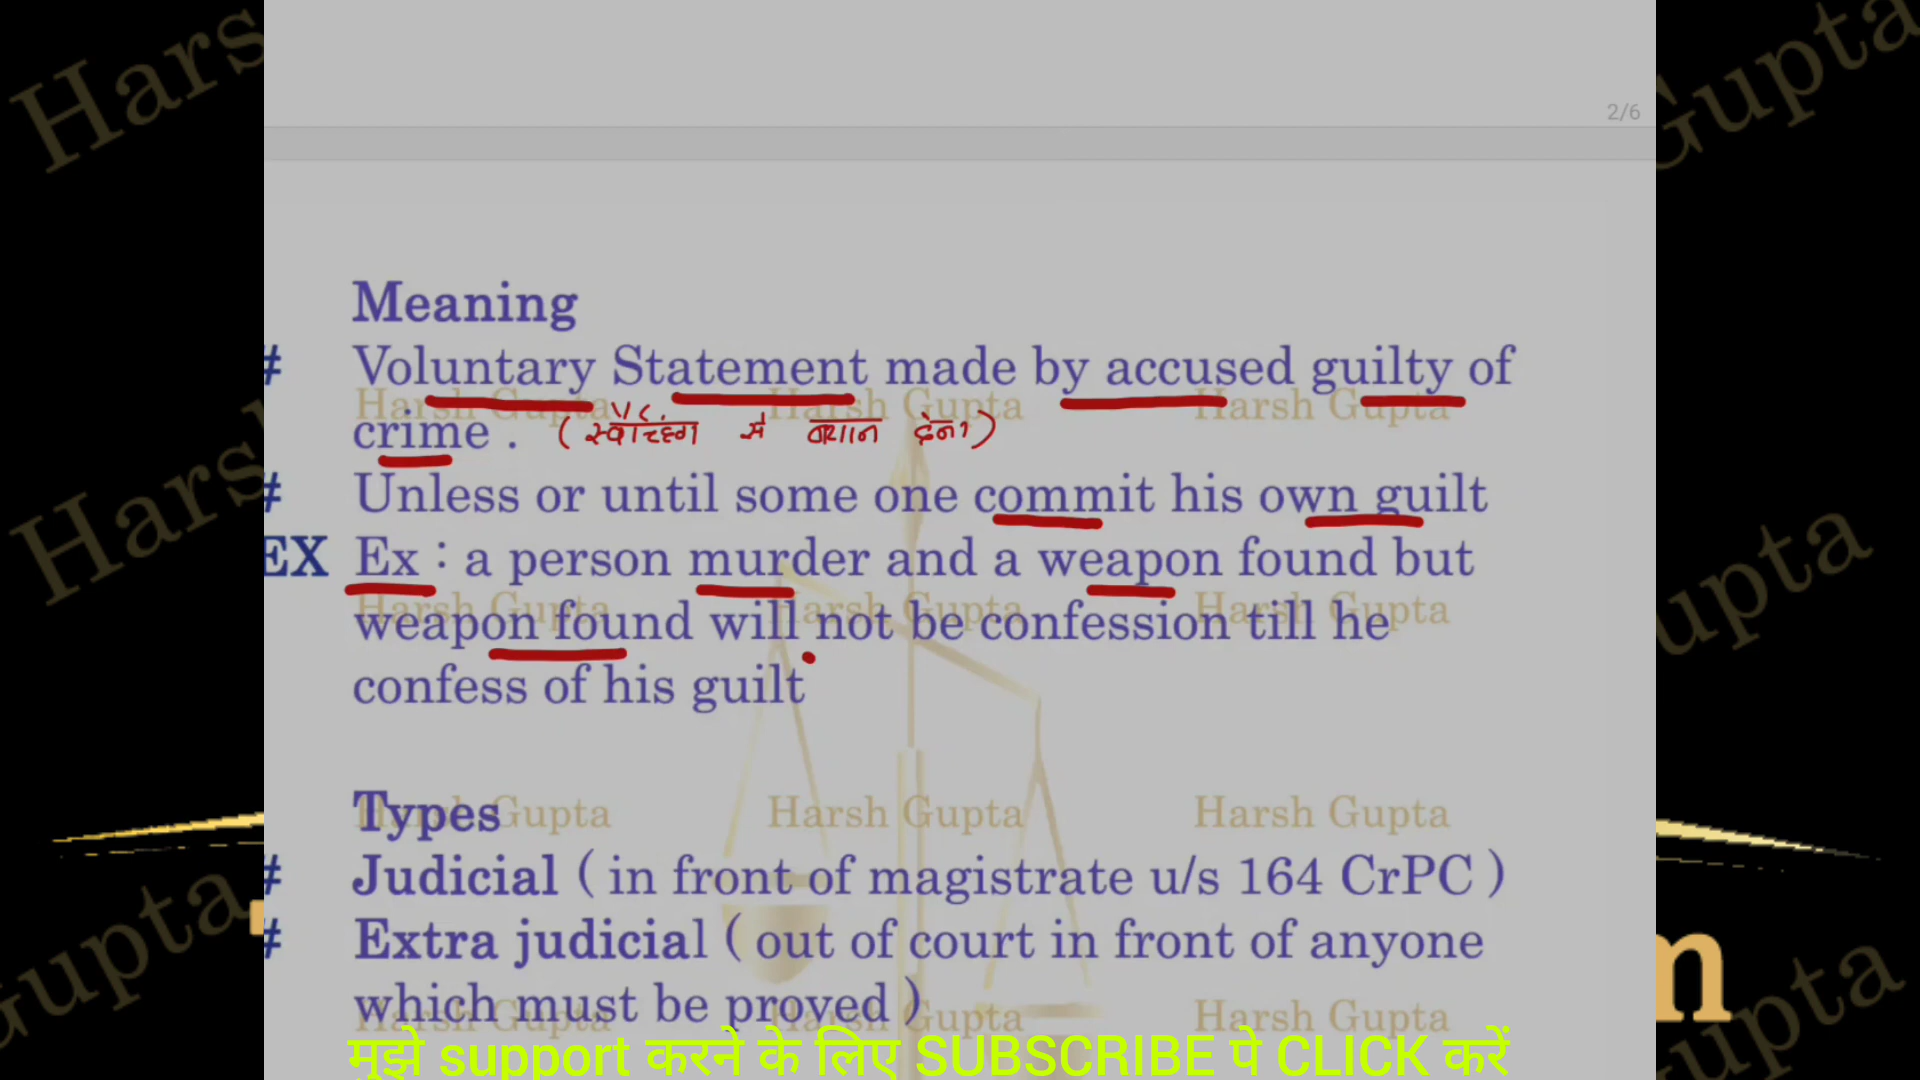 Harsh Gupta
2/6
Meaning
# Voluntary Statement made by accused guilty of
crime . ( से बयान देना )
# Unless or until some one commit his own guilt
EX Ex : a person murder and a weapon found but
weapon found will not be confession till he
confess of his guilt
Types
# Judicial ( in front of magistrate u/s 164 CrPC )
# Extra judicial ( out of court in front of anyone
which must be proved )
मुझे support करने के लिए SUBSCRIBE पे CLICK करें